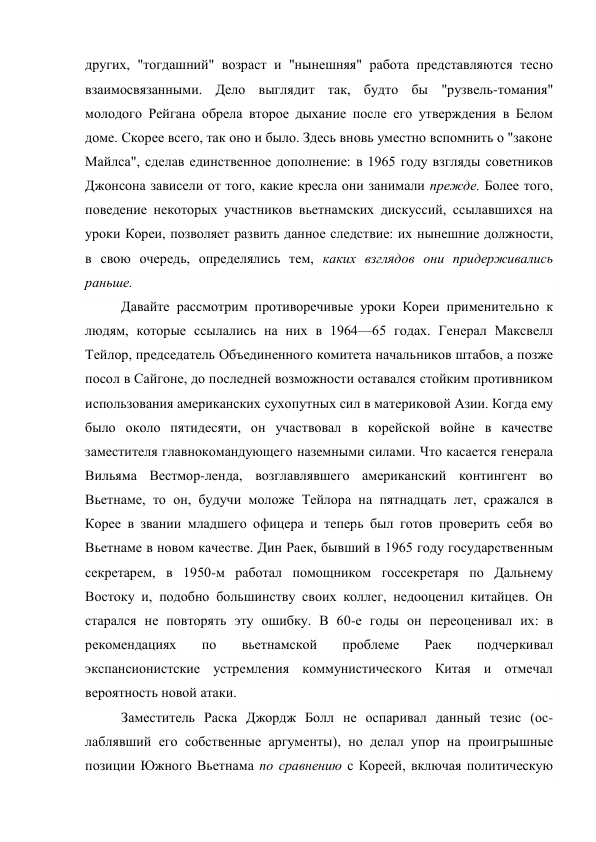 других, "тогдашний" возраст и "нынешняя" работа представляются тесно
взаимосвязанными. Дело выглядит так, будто бы "рузвель-томания"
молодого Рейгана обрела второе дыхание после его утверждения в Белом
доме. Скорее всего, так оно и было. Здесь вновь уместно вспомнить о "законе
Майлса", сделав единственное дополнение: в 1965 году взгляды советников
Джонсона зависели от того, какие кресла они занимали прежде. Более того,
поведение некоторых участников вьетнамских дискуссий, ссылавшихся на
уроки Кореи, позволяет развить данное следствие: их нынешние должности,
в свою очередь, определялись тем, каких взглядов они придерживались
раньше.
Давайте рассмотрим противоречивые уроки Кореи применительно к
людям, которые ссылались на них в 1964—65 годах. Генерал Максвелл
Тейлор, председатель Объединенного комитета начальников штабов, а позже
посол в Сайгоне, до последней возможности оставался стойким противником
использования американских сухопутных сил в материковой Азии. Когда ему
было около пятидесяти, он участвовал в корейской войне в качестве
заместителя главнокомандующего наземными силами. Что касается генерала
Вильяма Вестмор-ленда, возглавлявшего американский контингент во
Вьетнаме, то он, будучи моложе Тейлора на пятнадцать лет, сражался в
Корее в звании младшего офицера и теперь был готов проверить себя во
Вьетнаме в новом качестве. Дин Раек, бывший в 1965 году государственным
секретарем, в 1950-м работал помощником госсекретаря по Дальнему
Востоку и, подобно большинству своих коллег, недооценил китайцев. Он
старался не повторять эту ошибку. В 60-е годы он переоценивал их: в
рекомендациях по вьетнамской проблеме Раек подчеркивал
экспансионистские устремления коммунистического Китая и отмечал
вероятность новой атаки.
Заместитель Раска Джордж Болл не оспаривал данный тезис (ос-
лаблявший его собственные аргументы), но делал упор на проигрышные
позиции Южного Вьетнама по сравнению с Кореей, включая политическую